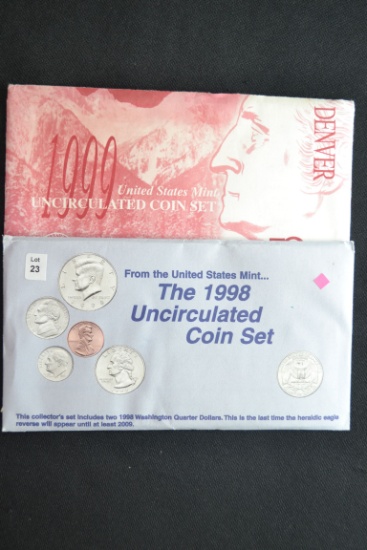 DENVER
1999
United States Mint
UNCIRCULATED COIN SET
Lot
23
From the United States Mint...
The 1998
Uncirculated
Coin Set
This collector's set includes two 1998 Washington Quarter Dollars. This is the last time the heraldic eagle
reverse will appear until at least 2009.